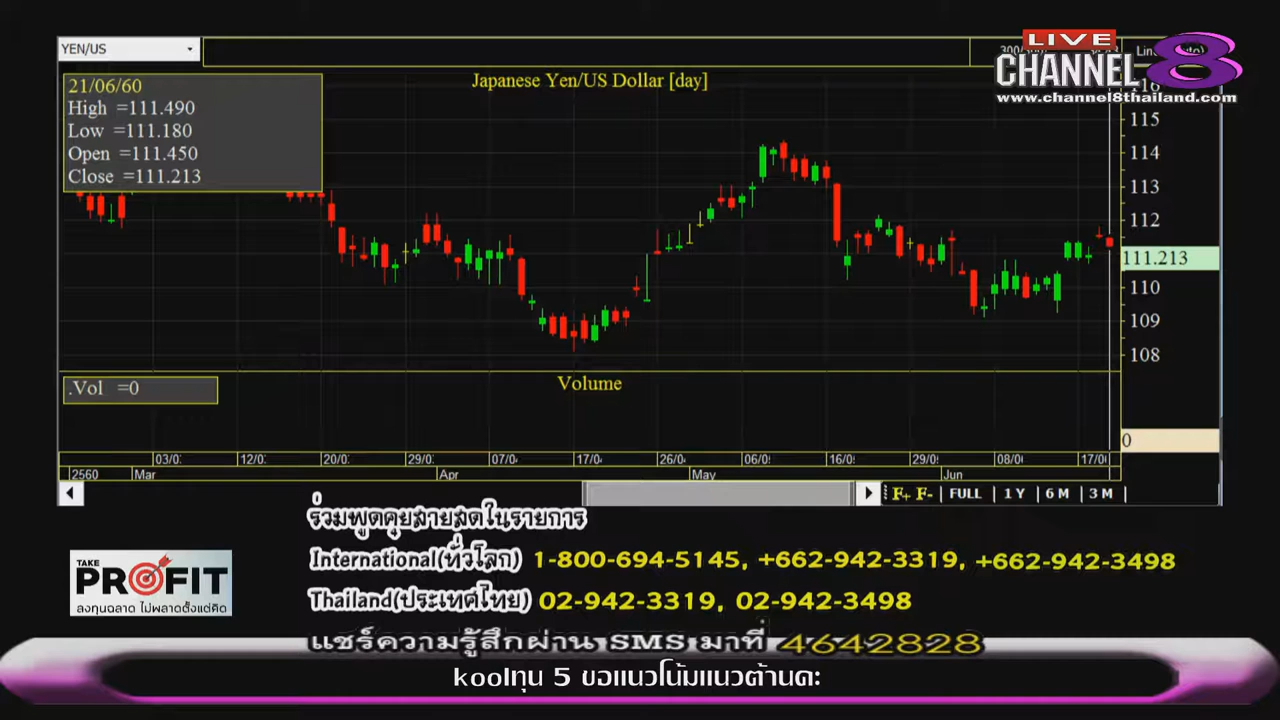 YEN/US
LIVE
CHANNEL 8
www.channel8thailand.com
Japanese Yen/US Dollar [day]
21/06/60
High =111.490
Low =111.180
Open =111.450
Close =111.213
115
114
113
112
111.213
110
109
108
.Vol =0
Volume
0
03/0 12/0 20/0 29/0 07/0 17/0 26/0 06/0 16/0 29/0 08/0 17/0
2560 Mar Apr May Jun
F+ F- FULL 1 Y 6 M 3 M
ร่วมพูดคุยสายสดในรายการ
International(ทั่วโลก) 1-800-694-5145, +662-942-3319, +662-942-3498
TAKE
PROFIT
ลงทุนฉลาด ไม่พลาดตั้งแต่คิด
Thailand(ประเทศไทย) 02-942-3319, 02-942-3498
แชร์ความรู้สึกผ่าน SMS มาที่ 4642828
koolทุน 5 ขอแนวโน้มแนวต้านคะ